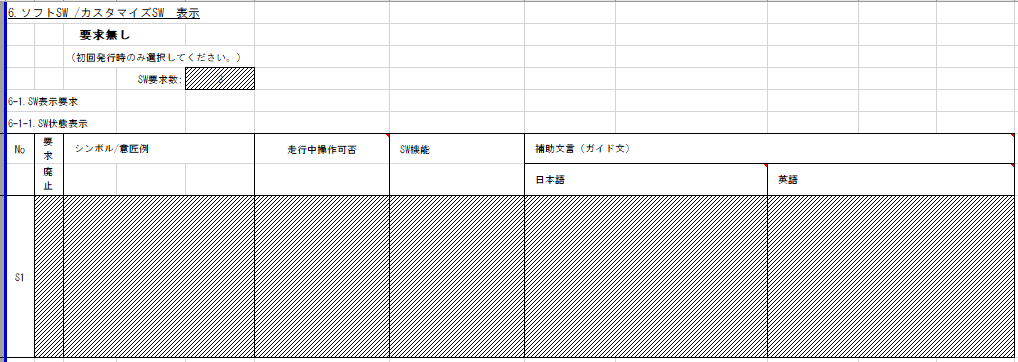 6.ソフトSW /カスタマイズSW　表示
要求無し
（初回発行時のみ選択してください。）
SW要求数:
6-1.SW表示要求
6-1-1.SW状態表示
No 要求廃止 シンボル/意匠例 走行中操作可否 SW機能 補助文言（ガイド文）
日本語 英語
S1